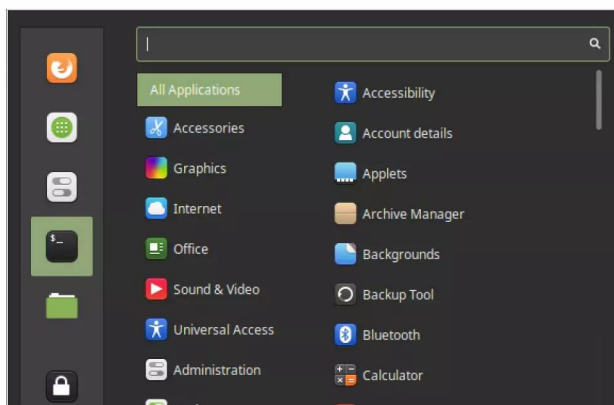 $_
All Applications
Accessories
Graphics
Internet
Office
Sound & Video
Universal Access
Administration
Accessibility
Account details
Applets
Archive Manager
Backgrounds
Backup Tool
Bluetooth
Calculator